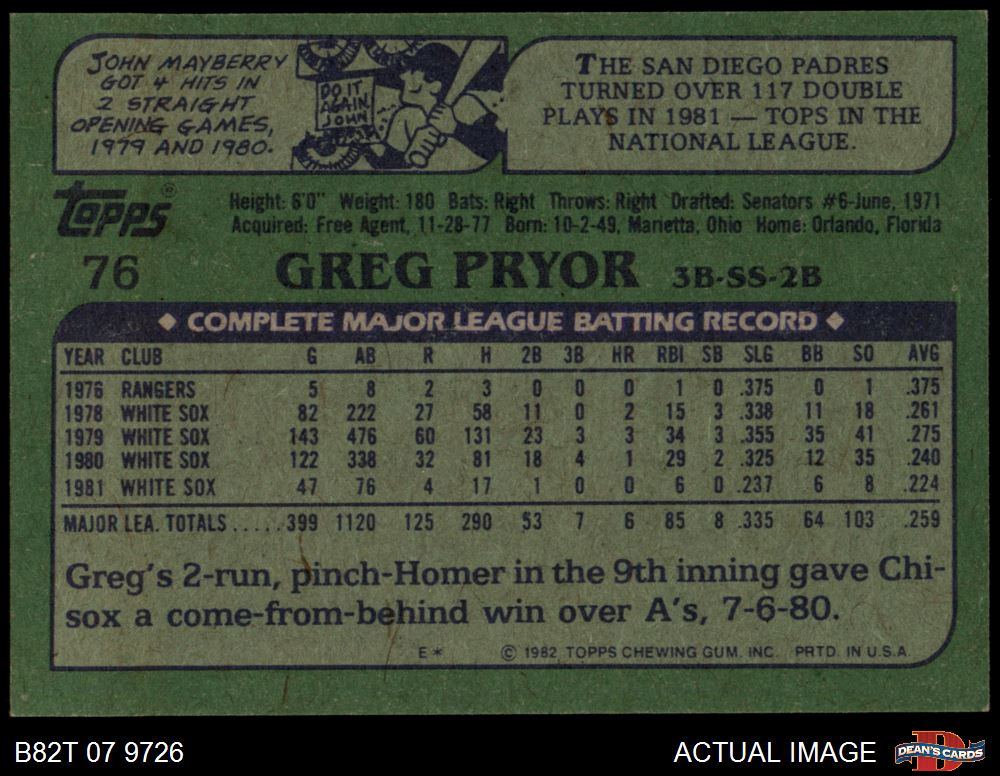 JOHN MAYBERRY
GOT 4 HITS IN
2 STRAIGHT
OPENING GAMES,
1979 AND 1980.
DO IT
AGAIN,
JOHN
THE SAN DIEGO PADRES
TURNED OVER 117 DOUBLE
PLAYS IN 1981 — TOPS IN THE
NATIONAL LEAGUE.
topps®
Height: 6'0" Weight: 180 Bats: Right Throws: Right Drafted: Senators #6-June, 1971
Acquired: Free Agent, 11-28-77 Born: 10-2-49, Marietta, Ohio Home: Orlando, Florida
76 GREG PRYOR 3B-SS-2B
◆ COMPLETE MAJOR LEAGUE BATTING RECORD ◆
YEAR CLUB G AB R H 2B 3B HR RBI SB SLG BB SO AVG
1976 RANGERS 5 8 2 3 0 0 0 1 0 .375 0 1 .375
1978 WHITE SOX 82 222 27 58 11 0 2 15 3 .338 11 18 .261
1979 WHITE SOX 143 476 60 131 23 3 3 34 3 .355 35 41 .275
1980 WHITE SOX 122 338 32 81 18 4 1 29 2 .325 12 35 .240
1981 WHITE SOX 47 76 4 17 1 0 0 6 0 .237 6 8 .224
MAJOR LEA. TOTALS.....399 1120 125 290 53 7 6 85 8 .335 64 103 .259
Greg's 2-run, pinch-Homer in the 9th inning gave Chi-
sox a come-from-behind win over A's, 7-6-80.
E* © 1982 TOPPS CHEWING GUM, INC. PRTD. IN U.S.A.
B82T 07 9726 ACTUAL IMAGE DEAN'S CARDS